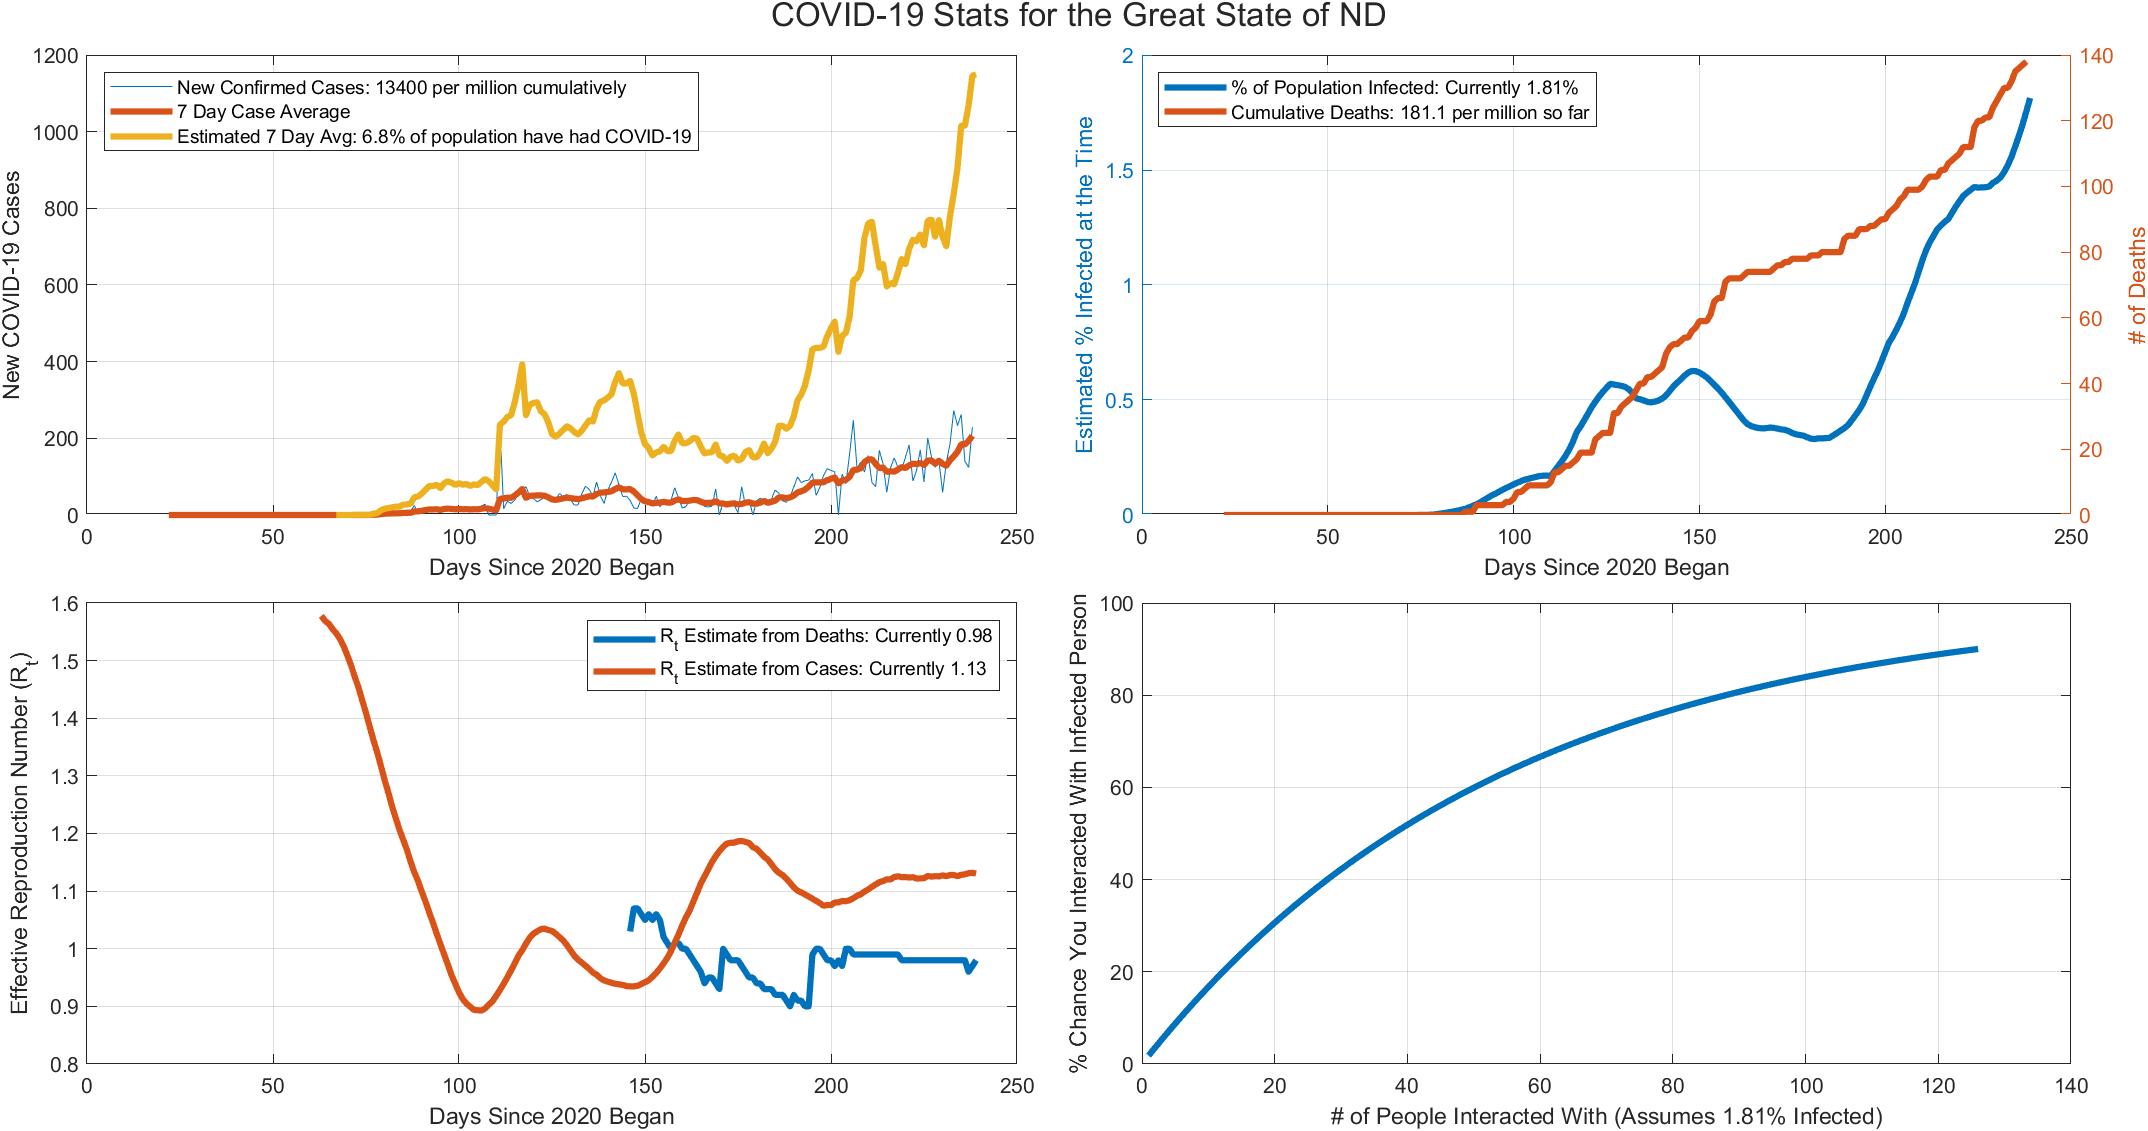 COVID-19 Stats for the Great State of ND
1200
1000
800
600
400
200
0
New COVID-19 Cases
New Confirmed Cases: 13400 per million cumulatively
7 Day Case Average
Estimated 7 Day Avg: 6.8% of population have had COVID-19
0 50 100 150 200 250
Days Since 2020 Began
2
1.5
1
0.5
0
Estimated % Infected at the Time
% of Population Infected: Currently 1.81%
Cumulative Deaths: 181.1 per million so far
140
120
100
80
60
40
20
0
# of Deaths
0 50 100 150 200 250
Days Since 2020 Began
1.6
1.5
1.4
1.3
1.2
1.1
1
0.9
0.8
Effective Reproduction Number (Rt)
Rt Estimate from Deaths: Currently 0.98
Rt Estimate from Cases: Currently 1.13
0 50 100 150 200 250
Days Since 2020 Began
100
80
60
40
20
0
% Chance You Interacted With Infected Person
0 20 40 60 80 100 120 140
# of People Interacted With (Assumes 1.81% Infected)